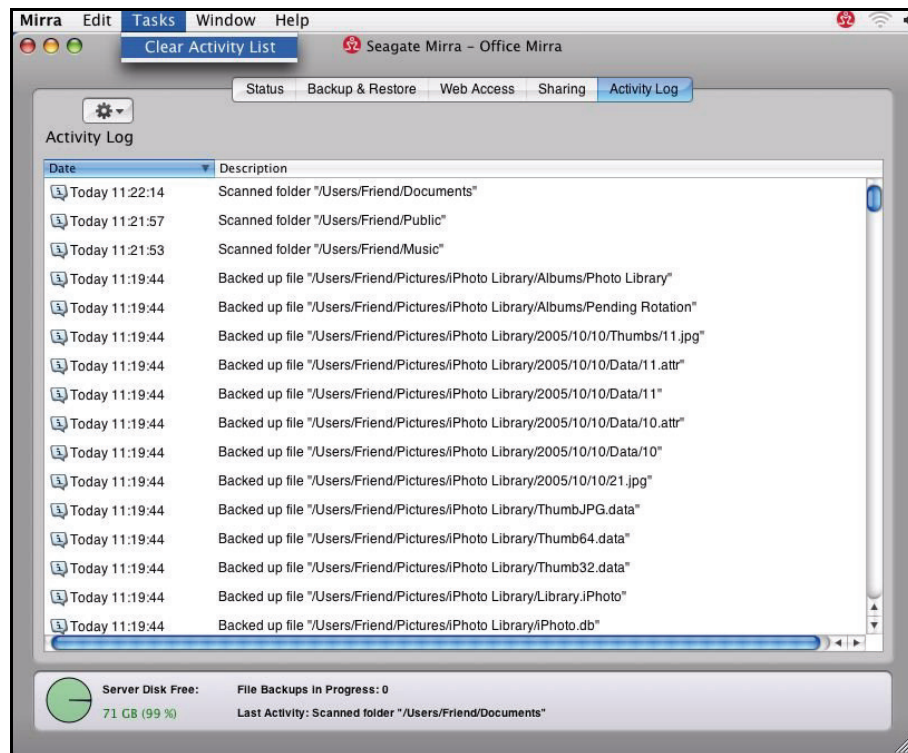 Mirra Edit Tasks Window Help
Clear Activity List
Seagate Mirra – Office Mirra
Status Backup & Restore Web Access Sharing Activity Log
Activity Log
Date Description
Today 11:22:14 Scanned folder "/Users/Friend/Documents"
Today 11:21:57 Scanned folder "/Users/Friend/Public"
Today 11:21:53 Scanned folder "/Users/Friend/Music"
Today 11:19:44 Backed up file "/Users/Friend/Pictures/iPhoto Library/Albums/Photo Library"
Today 11:19:44 Backed up file "/Users/Friend/Pictures/iPhoto Library/Albums/Pending Rotation"
Today 11:19:44 Backed up file "/Users/Friend/Pictures/iPhoto Library/2005/10/10/Thumbs/11.jpg"
Today 11:19:44 Backed up file "/Users/Friend/Pictures/iPhoto Library/2005/10/10/Data/11.attr"
Today 11:19:44 Backed up file "/Users/Friend/Pictures/iPhoto Library/2005/10/10/Data/11"
Today 11:19:44 Backed up file "/Users/Friend/Pictures/iPhoto Library/2005/10/10/Data/10.attr"
Today 11:19:44 Backed up file "/Users/Friend/Pictures/iPhoto Library/2005/10/10/Data/10"
Today 11:19:44 Backed up file "/Users/Friend/Pictures/iPhoto Library/2005/10/10/21.jpg"
Today 11:19:44 Backed up file "/Users/Friend/Pictures/iPhoto Library/ThumbJPG.data"
Today 11:19:44 Backed up file "/Users/Friend/Pictures/iPhoto Library/Thumb64.data"
Today 11:19:44 Backed up file "/Users/Friend/Pictures/iPhoto Library/Thumb32.data"
Today 11:19:44 Backed up file "/Users/Friend/Pictures/iPhoto Library/Library.iPhoto"
Today 11:19:44 Backed up file "/Users/Friend/Pictures/iPhoto Library/iPhoto.db"
Server Disk Free: File Backups in Progress: 0
71 GB (99 %) Last Activity: Scanned folder "/Users/Friend/Documents"